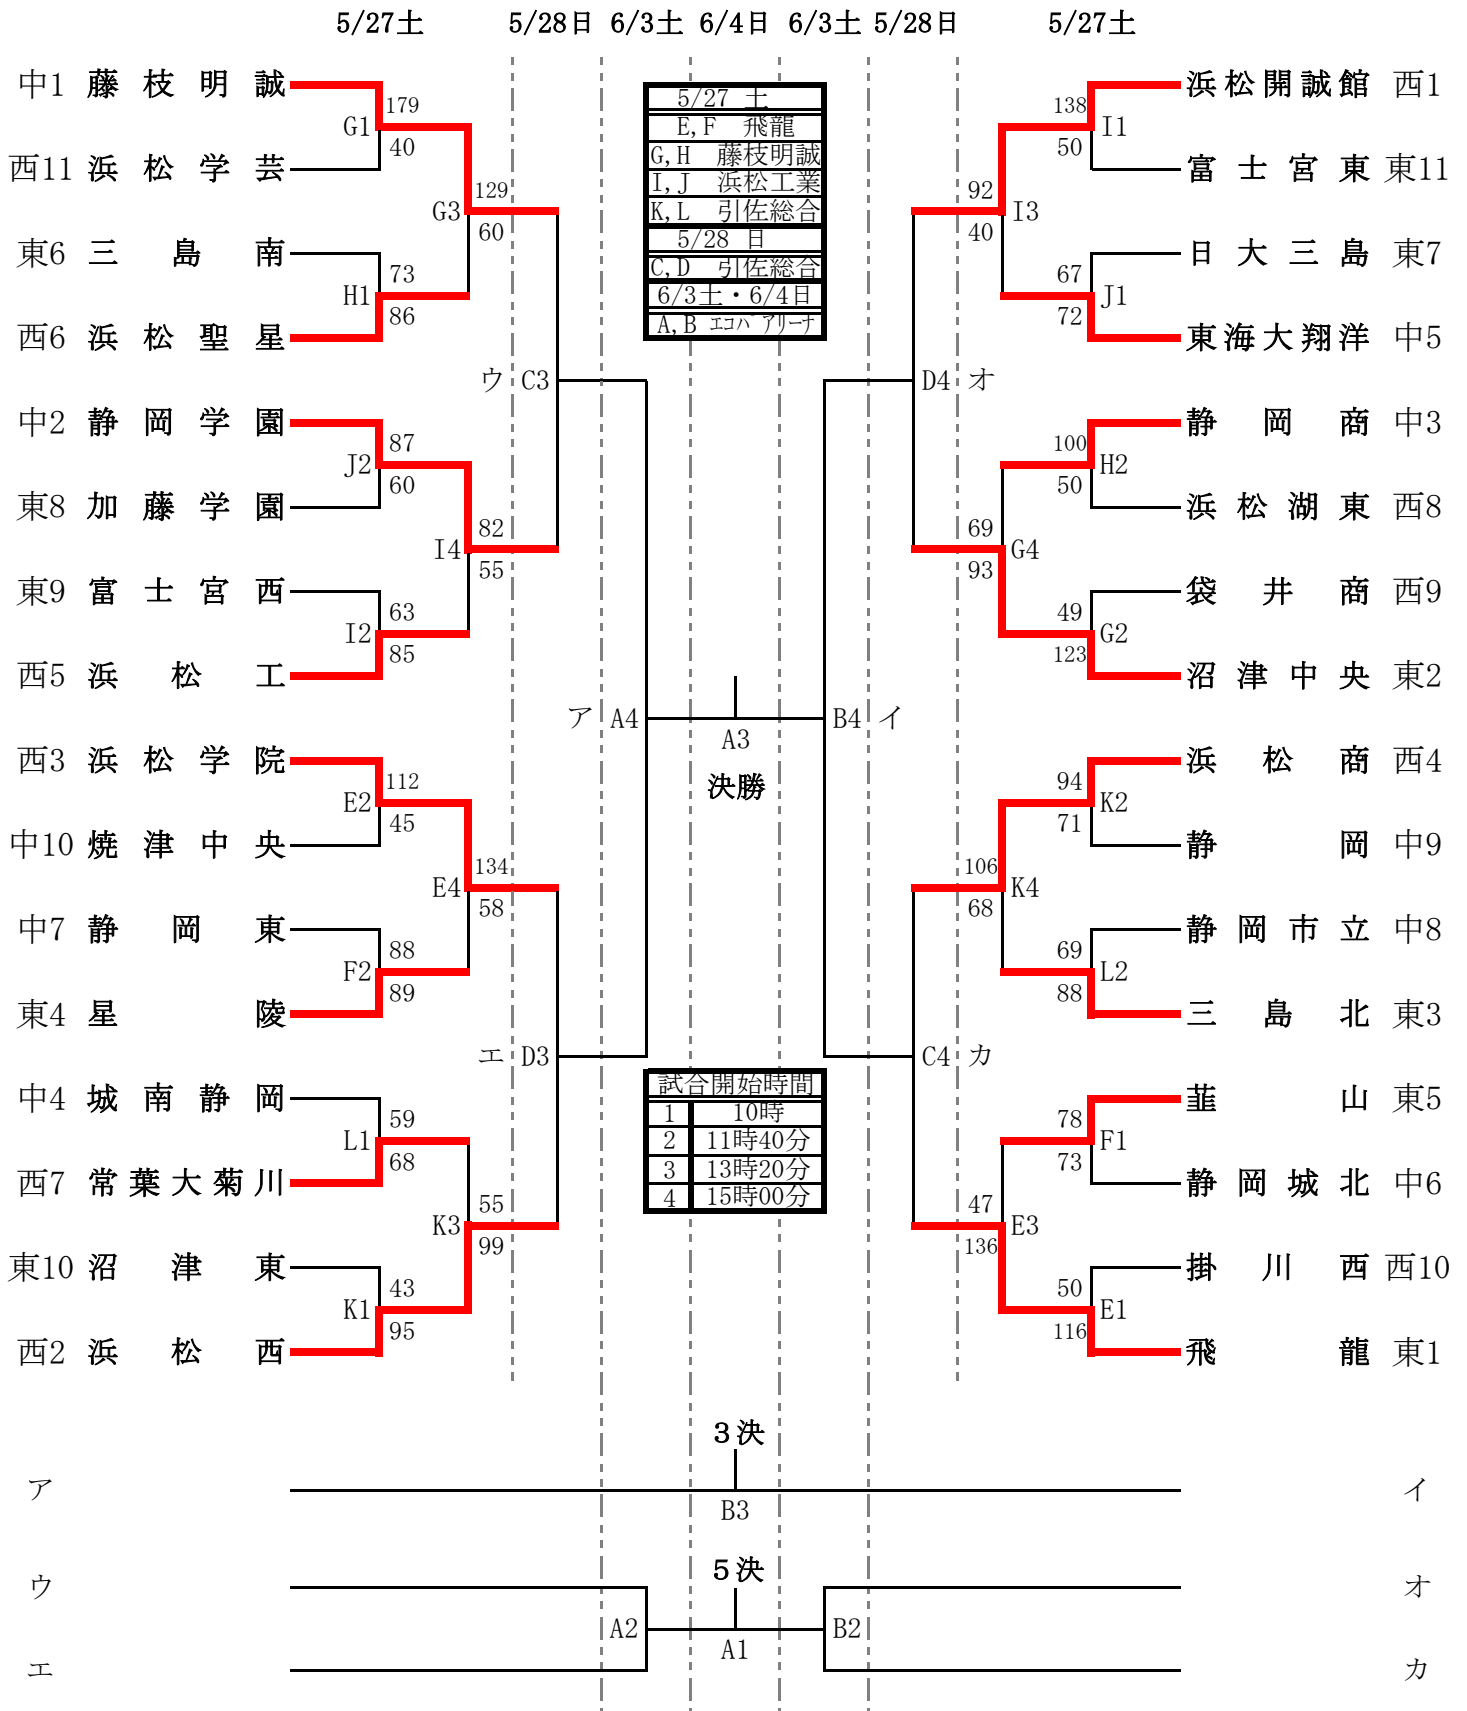 5/27土 5/28日 6/3土 6/4日 6/3土 5/28日 5/27土
中1 藤枝明誠
179
G1
40
西11 浜松学芸
129
G3
60
東6 三島南
73
H1
86
西6 浜松聖星
ウ C3
中2 静岡学園
87
J2
60
東8 加藤学園
82
I4
55
東9 富士宮西
63
I2
85
西5 浜松工
ア A4
西3 浜松学院
112
E2
45
中10 焼津中央
134
E4
58
中7 静岡東
88
F2
89
東4 星陵
エ D3
中4 城南静岡
59
L1
68
西7 常葉大菊川
55
K3
99
東10 沼津東
43
K1
95
西2 浜松西
5/27 土
E,F 飛龍
G,H 藤枝明誠
I,J 浜松工業
K,L 引佐総合
5/28 日
C,D 引佐総合
6/3土・6/4日
A,B エコパアリーナ
A3
決勝
試合開始時間
1 10時
2 11時40分
3 13時20分
4 15時00分
浜松開誠館 西1
138
I1
50
富士宮東 東11
92
I3
40
日大三島 東7
67
J1
72
東海大翔洋 中5
D4 オ
静岡商 中3
100
H2
50
浜松湖東 西8
69
G4
93
袋井商 西9
49
G2
123
沼津中央 東2
B4 イ
浜松商 西4
94
K2
71
静岡 中9
106
K4
68
静岡市立 中8
69
L2
88
三島北 東3
C4 カ
韮山 東5
78
F1
73
静岡城北 中6
47
E3
136
掛川西 西10
50
E1
116
飛龍 東1
3決
ア イ
B3
ウ 5決 オ
A2 B2
A1
エ カ